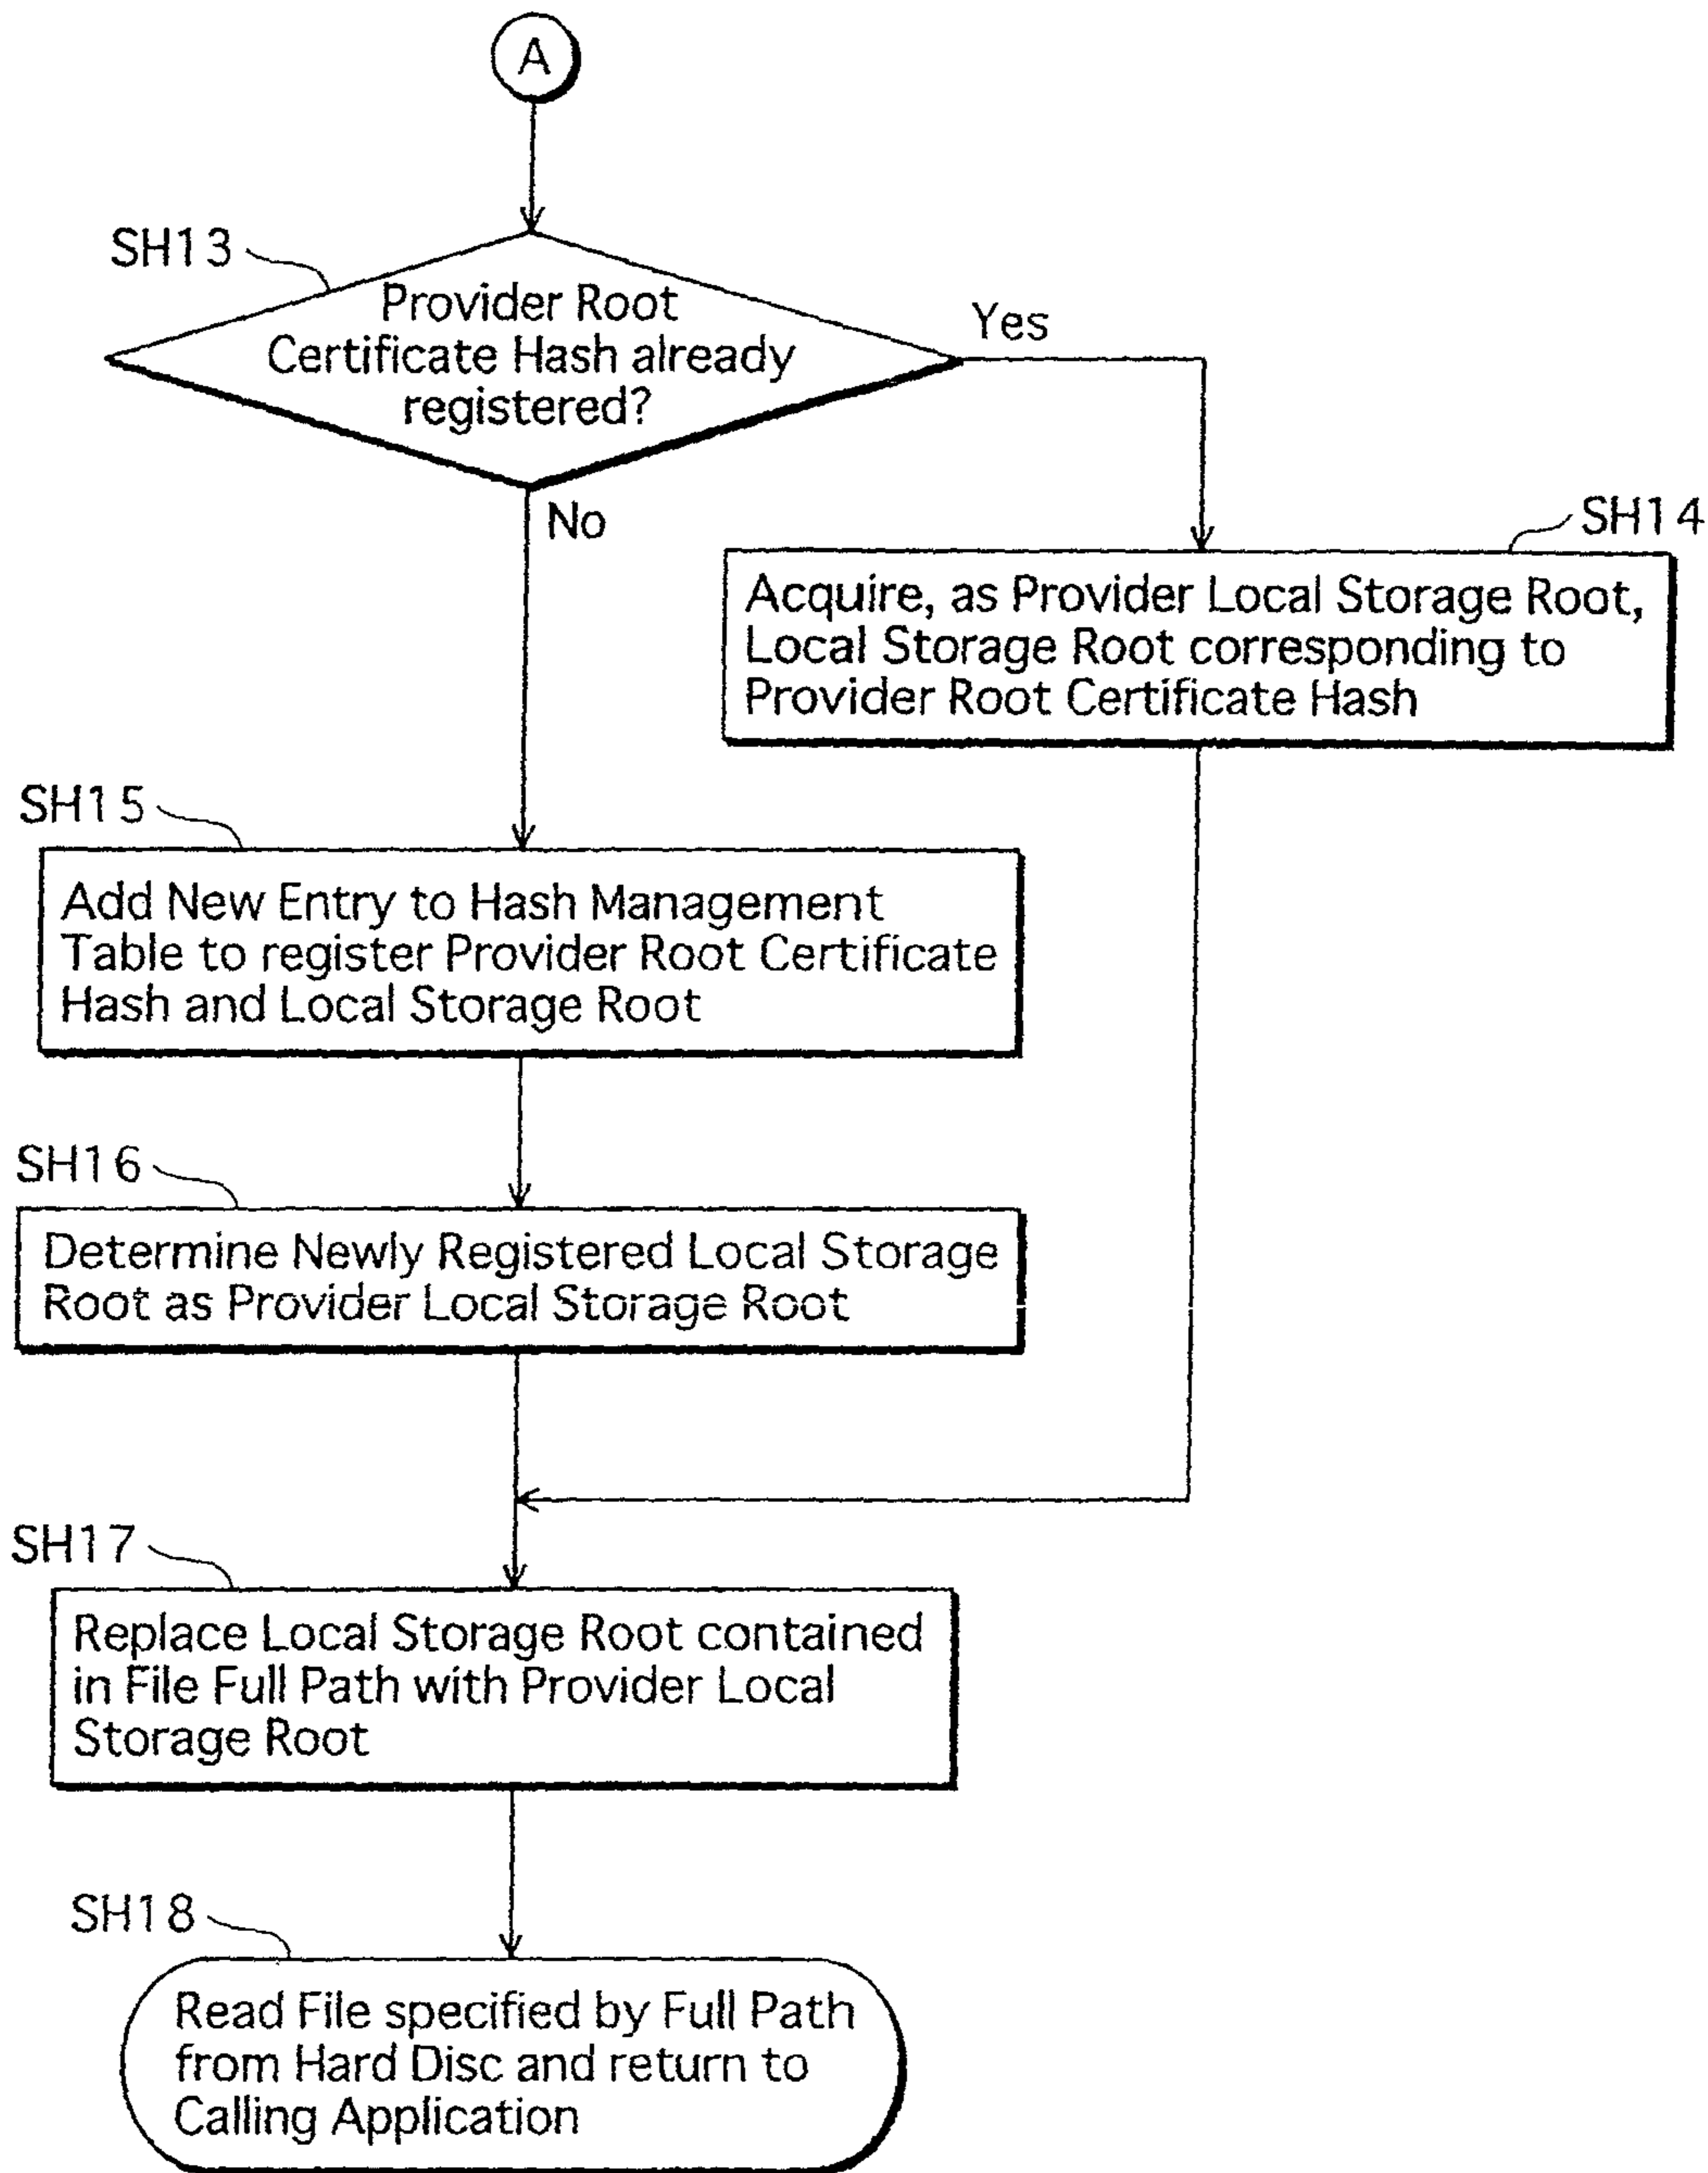 A
SH13
Provider Root
Certificate Hash already
registered?
Yes
No
SH14
Acquire, as Provider Local Storage Root,
Local Storage Root corresponding to
Provider Root Certificate Hash
SH15
Add New Entry to Hash Management
Table to register Provider Root Certificate
Hash and Local Storage Root
SH16
Determine Newly Registered Local Storage
Root as Provider Local Storage Root
SH17
Replace Local Storage Root contained
in File Full Path with Provider Local
Storage Root
SH18
Read File specified by Full Path
from Hard Disc and return to
Calling Application